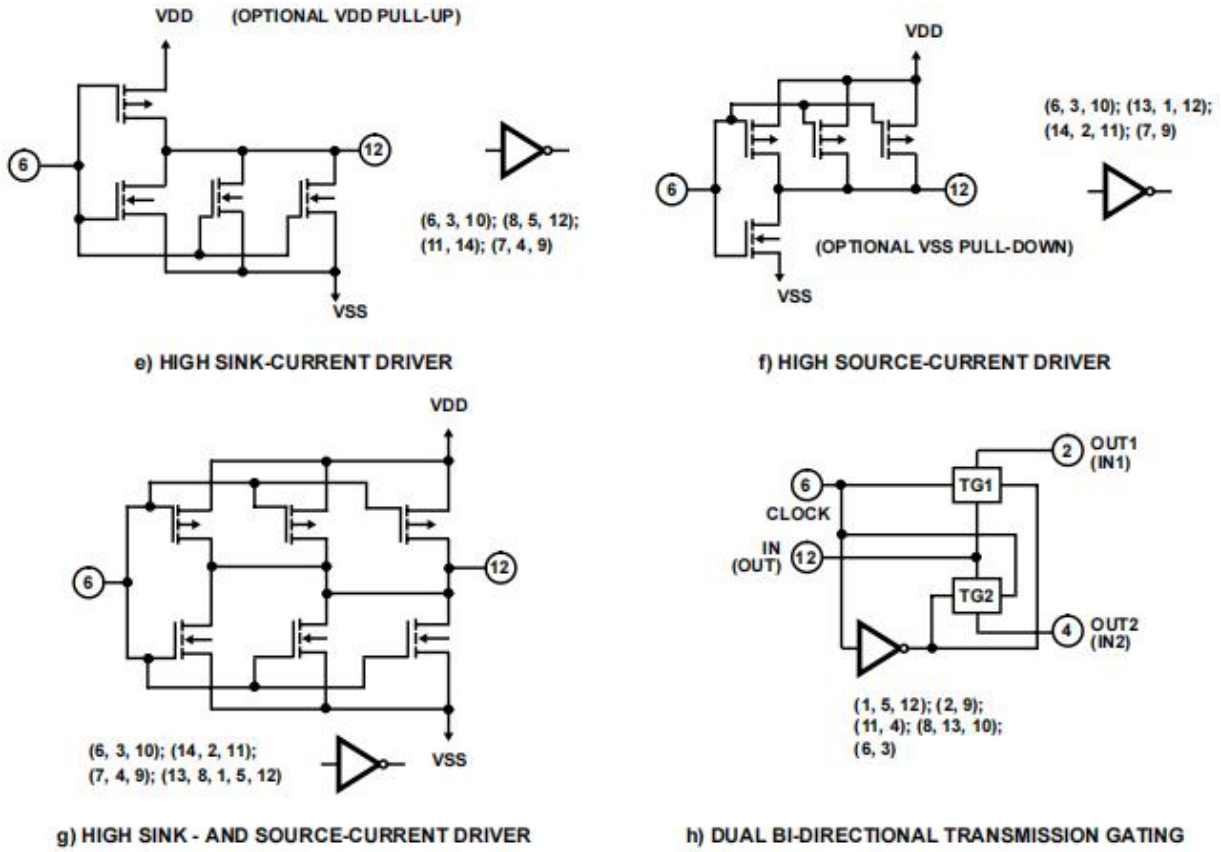 VDD (OPTIONAL VDD PULL-UP)
6
12
(6, 3, 10); (8, 5, 12);
(11, 14); (7, 4, 9)
VSS
e) HIGH SINK-CURRENT DRIVER
VDD
(6, 3, 10); (13, 1, 12);
(14, 2, 11); (7, 9)
6
12
(OPTIONAL VSS PULL-DOWN)
VSS
f) HIGH SOURCE-CURRENT DRIVER
VDD
6
12
(6, 3, 10); (14, 2, 11);
(7, 4, 9); (13, 8, 1, 5, 12)
VSS
g) HIGH SINK - AND SOURCE-CURRENT DRIVER
2
OUT1
(IN1)
6
CLOCK
TG1
IN
(OUT)
12
TG2
4
OUT2
(IN2)
(1, 5, 12); (2, 9);
(11, 4); (8, 13, 10);
(6, 3)
h) DUAL BI-DIRECTIONAL TRANSMISSION GATING